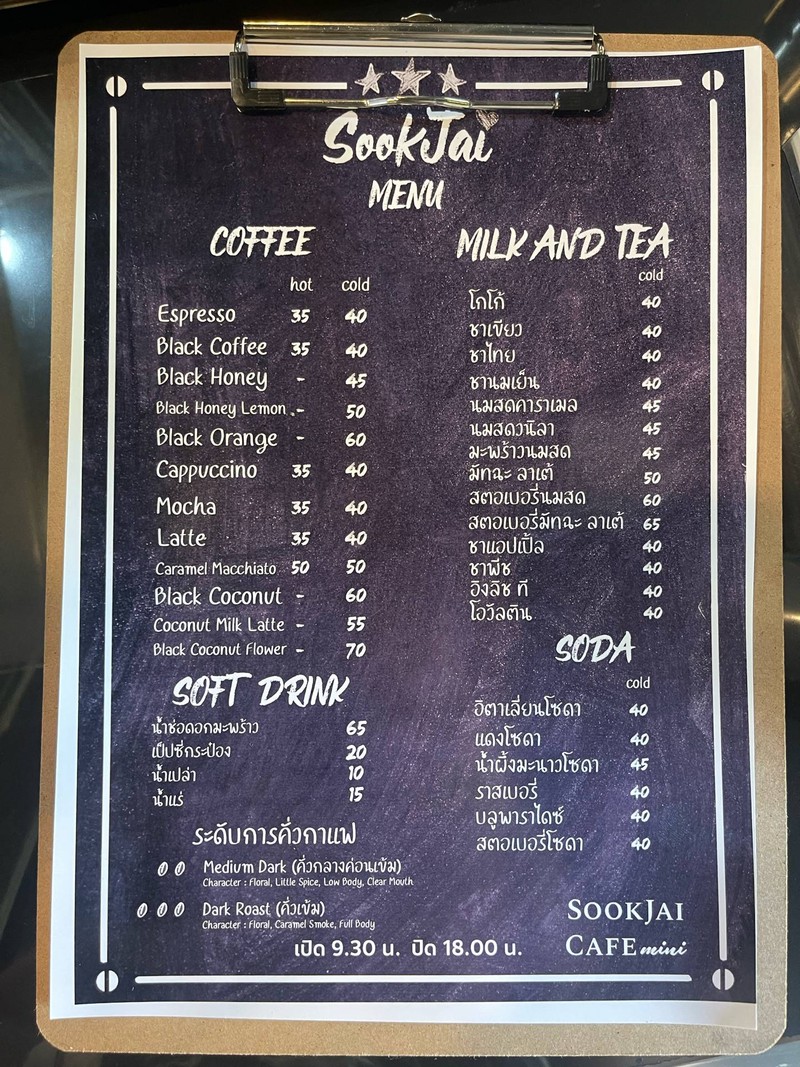 SookJai
MENU
COFFEE
hot cold
Espresso 35 40
Black Coffee 35 40
Black Honey - 45
Black Honey Lemon - 50
Black Orange - 60
Cappuccino 35 40
Mocha 35 40
Latte 35 40
Caramel Macchiato 50 50
Black Coconut - 60
Coconut Milk Latte - 55
Black Coconut Flower - 70
SOFT DRINK
น้ำช่อดอกมะพร้าว 65
เป๊ปซี่กระป๋อง 20
น้ำเปล่า 10
น้ำแร่ 15
ระดับการคั่วกาแฟ
Medium Dark (คั่วกลางค่อนเข้ม)
Character : Floral, Little Spice, Low Body, Clear Mouth
Dark Roast (คั่วเข้ม)
Character : Floral, Caramel Smoke, Full Body
MILK AND TEA
cold
โกโก้ 40
ชาเขียว 40
ชาไทย 40
ชานมเย็น 40
นมสดคาราเมล 45
นมสดวนิลา 45
มะพร้าวนมสด 45
มัทฉะ ลาเต้ 50
สตอเบอรี่นมสด 60
สตอเบอรี่มัทฉะ ลาเต้ 65
ชาแอปเปิ้ล 40
ชาพีช 40
อิงลิช ที 40
โอวัลติน 40
SODA
cold
อิตาเลี่ยนโซดา 40
แดงโซดา 40
น้ำผึ้งมะนาวโซดา 45
ราสเบอรี่ 40
บลูพาราไดซ์ 40
สตอเบอรี่โซดา 40
เปิด 9.30 น. ปิด 18.00 น.
SOOKJAI
CAFE mini